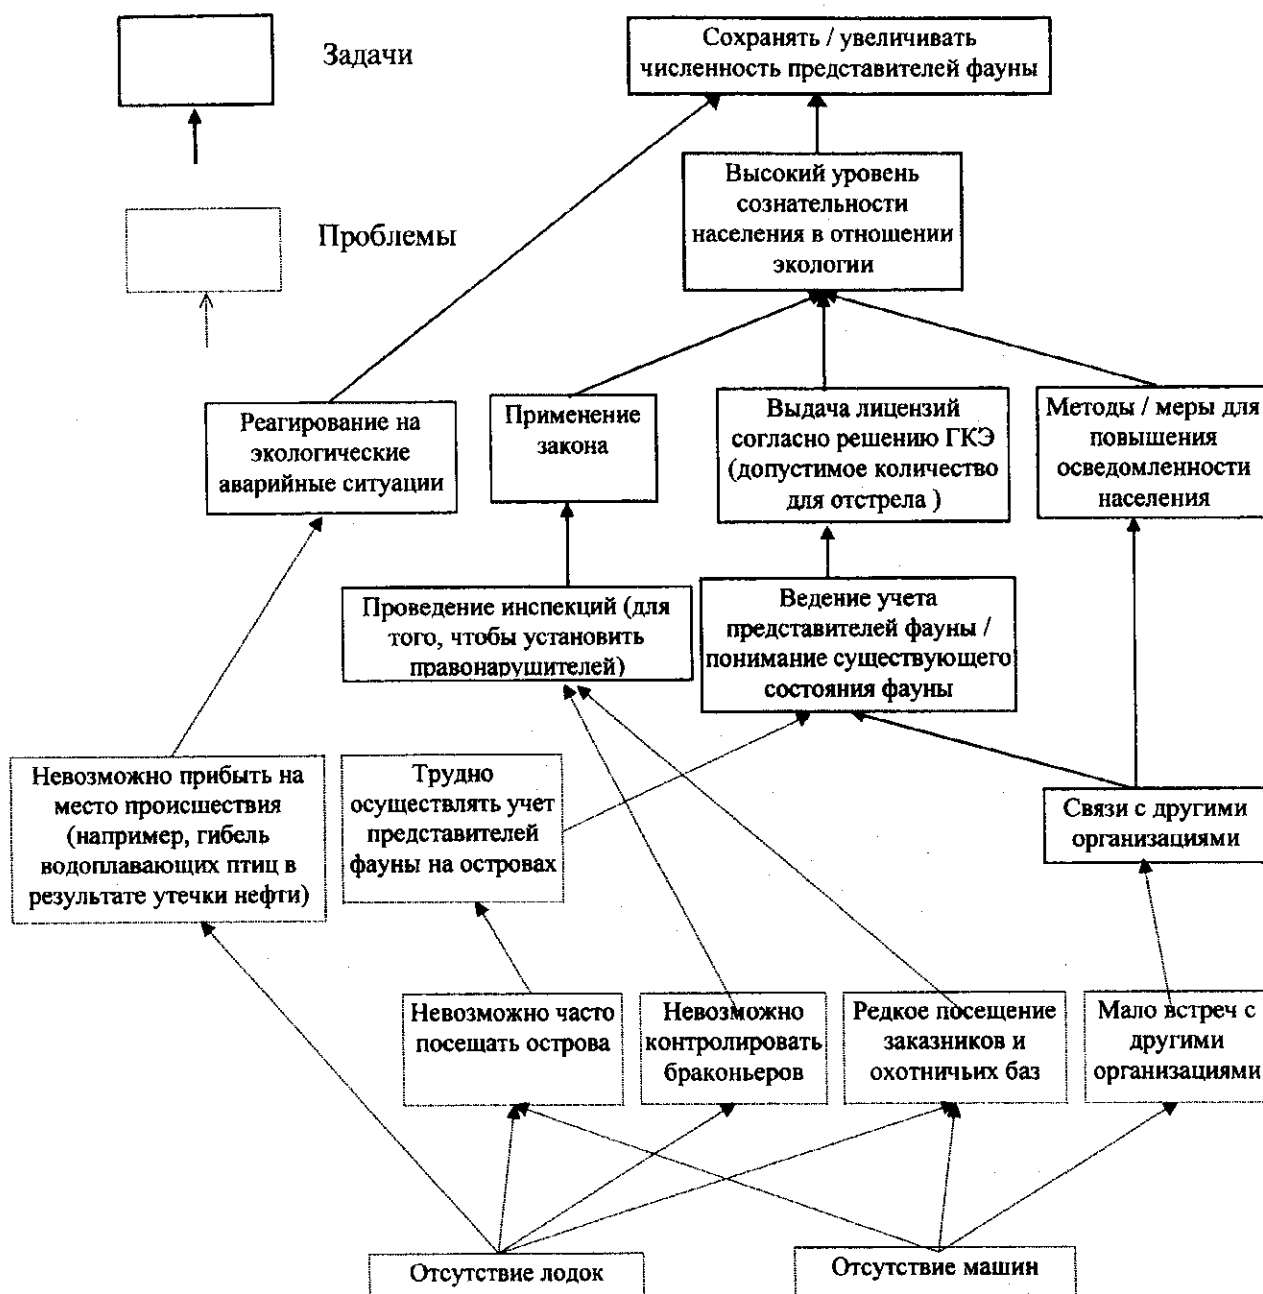 Задачи
Сохранять / увеличивать
численность представителей фауны
Высокий уровень
сознательности
населения в отношении
экологии
Проблемы
Реагирование на
экологические
аварийные ситуации
Применение
закона
Выдача лицензий
согласно решению ГКЭ
(допустимое количество
для отстрела )
Методы / меры для
повышения
осведомленности
населения
Проведение инспекций (для
того, чтобы установить
правонарушителей)
Ведение учета
представителей фауны /
понимание существующего
состояния фауны
Невозможно прибыть на
место происшествия
(например, гибель
водоплавающих птиц в
результате утечки нефти)
Трудно
осуществлять учет
представителей
фауны на островах
Связи с другими
организациями
Невозможно часто
посещать острова
Невозможно
контролировать
браконьеров
Редкое посещение
заказников и
охотничьих баз
Мало встреч с
другими
организациями
Отсутствие лодок
Отсутствие машин